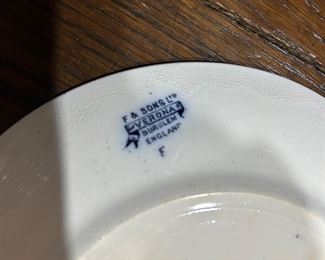 F & SONS LTD
VERONA
BURSLEM
ENGLAND
F